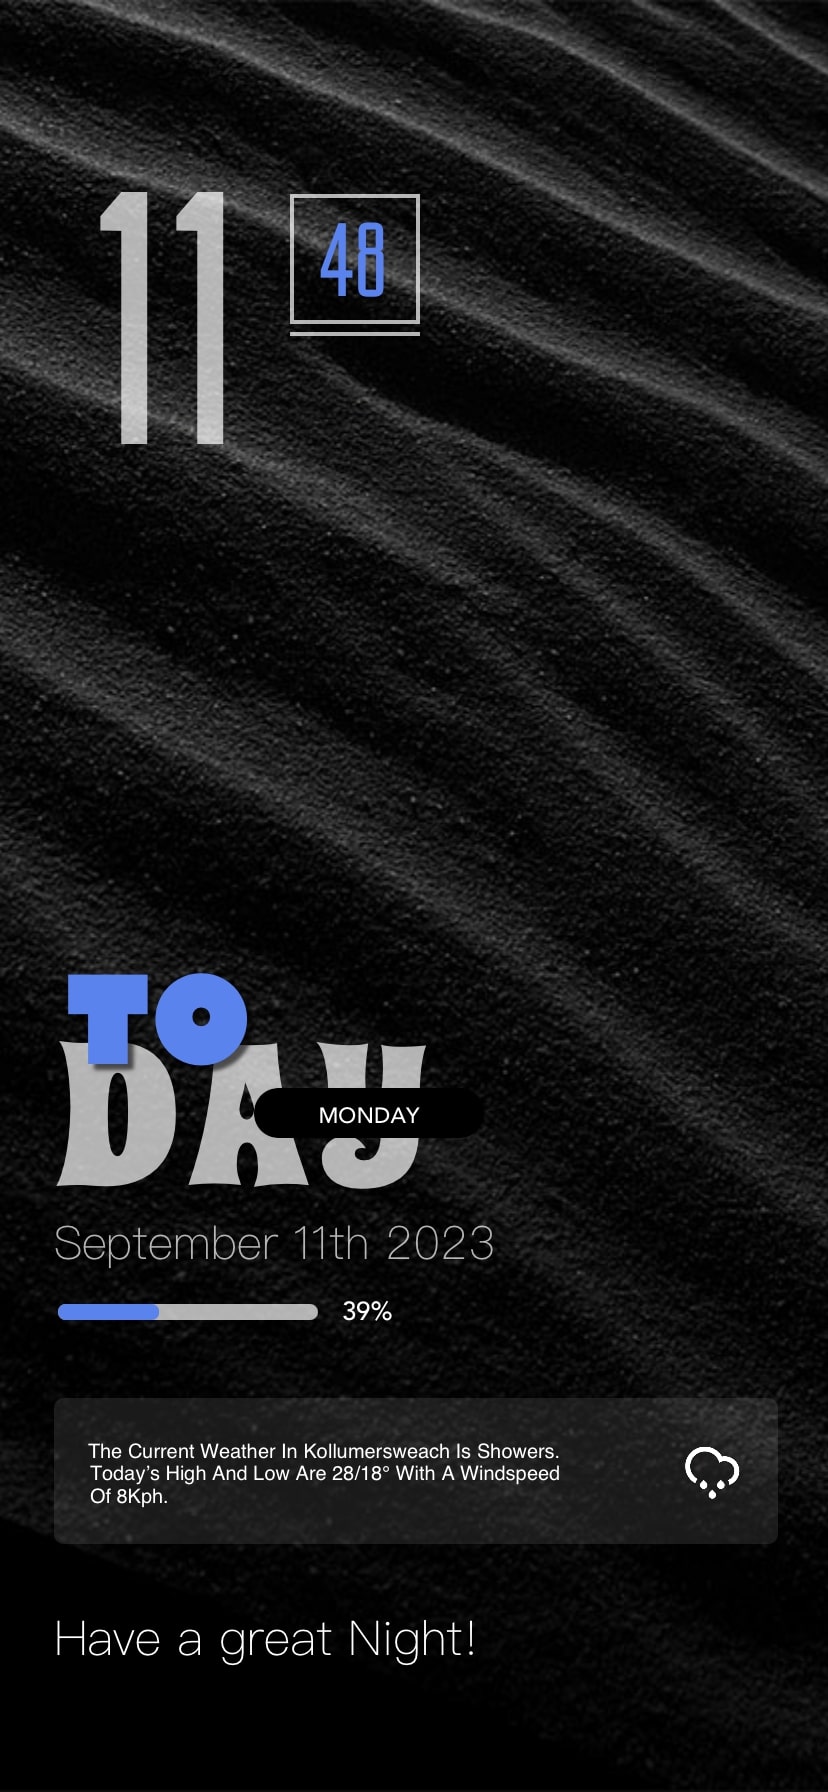 11
48
TO
DAY
MONDAY
September 11th 2023
39%
The Current Weather In Kollumersweach Is Showers.
Today's High And Low Are 28/18° With A Windspeed
Of 8Kph.
Have a great Night!